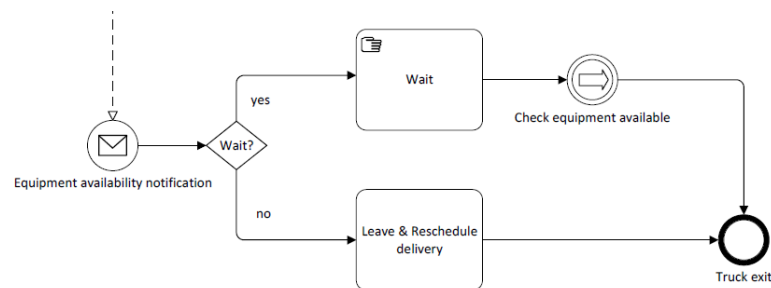 Wait
yes
Check equipment available
Wait?
Equipment availability notification
no
Leave & Reschedule
delivery
Truck exit